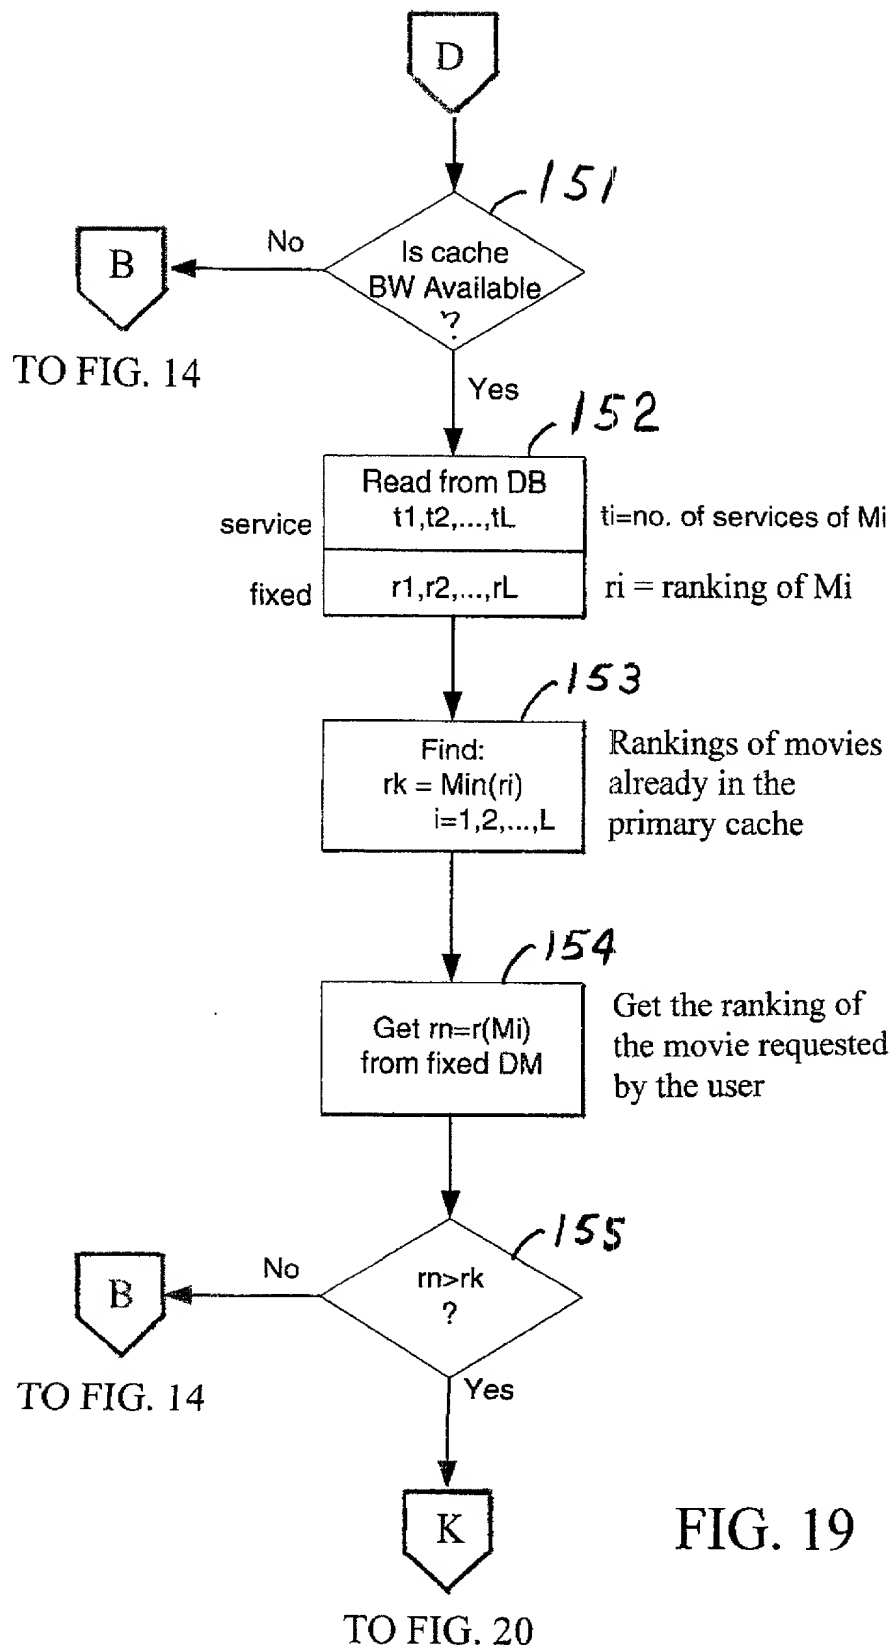 D
151
No
Is cache
BW Available
?
B
TO FIG. 14
Yes
152
Read from DB
t1,t2,...,tL
service
ti=no. of services of Mi
r1,r2,...,rL
fixed
ri = ranking of Mi
153
Find:
rk = Min(ri)
i=1,2,...,L
Rankings of movies
already in the
primary cache
154
Get rn=r(Mi)
from fixed DM
Get the ranking of
the movie requested
by the user
155
No
rn>rk
?
B
TO FIG. 14
Yes
K
FIG. 19
TO FIG. 20